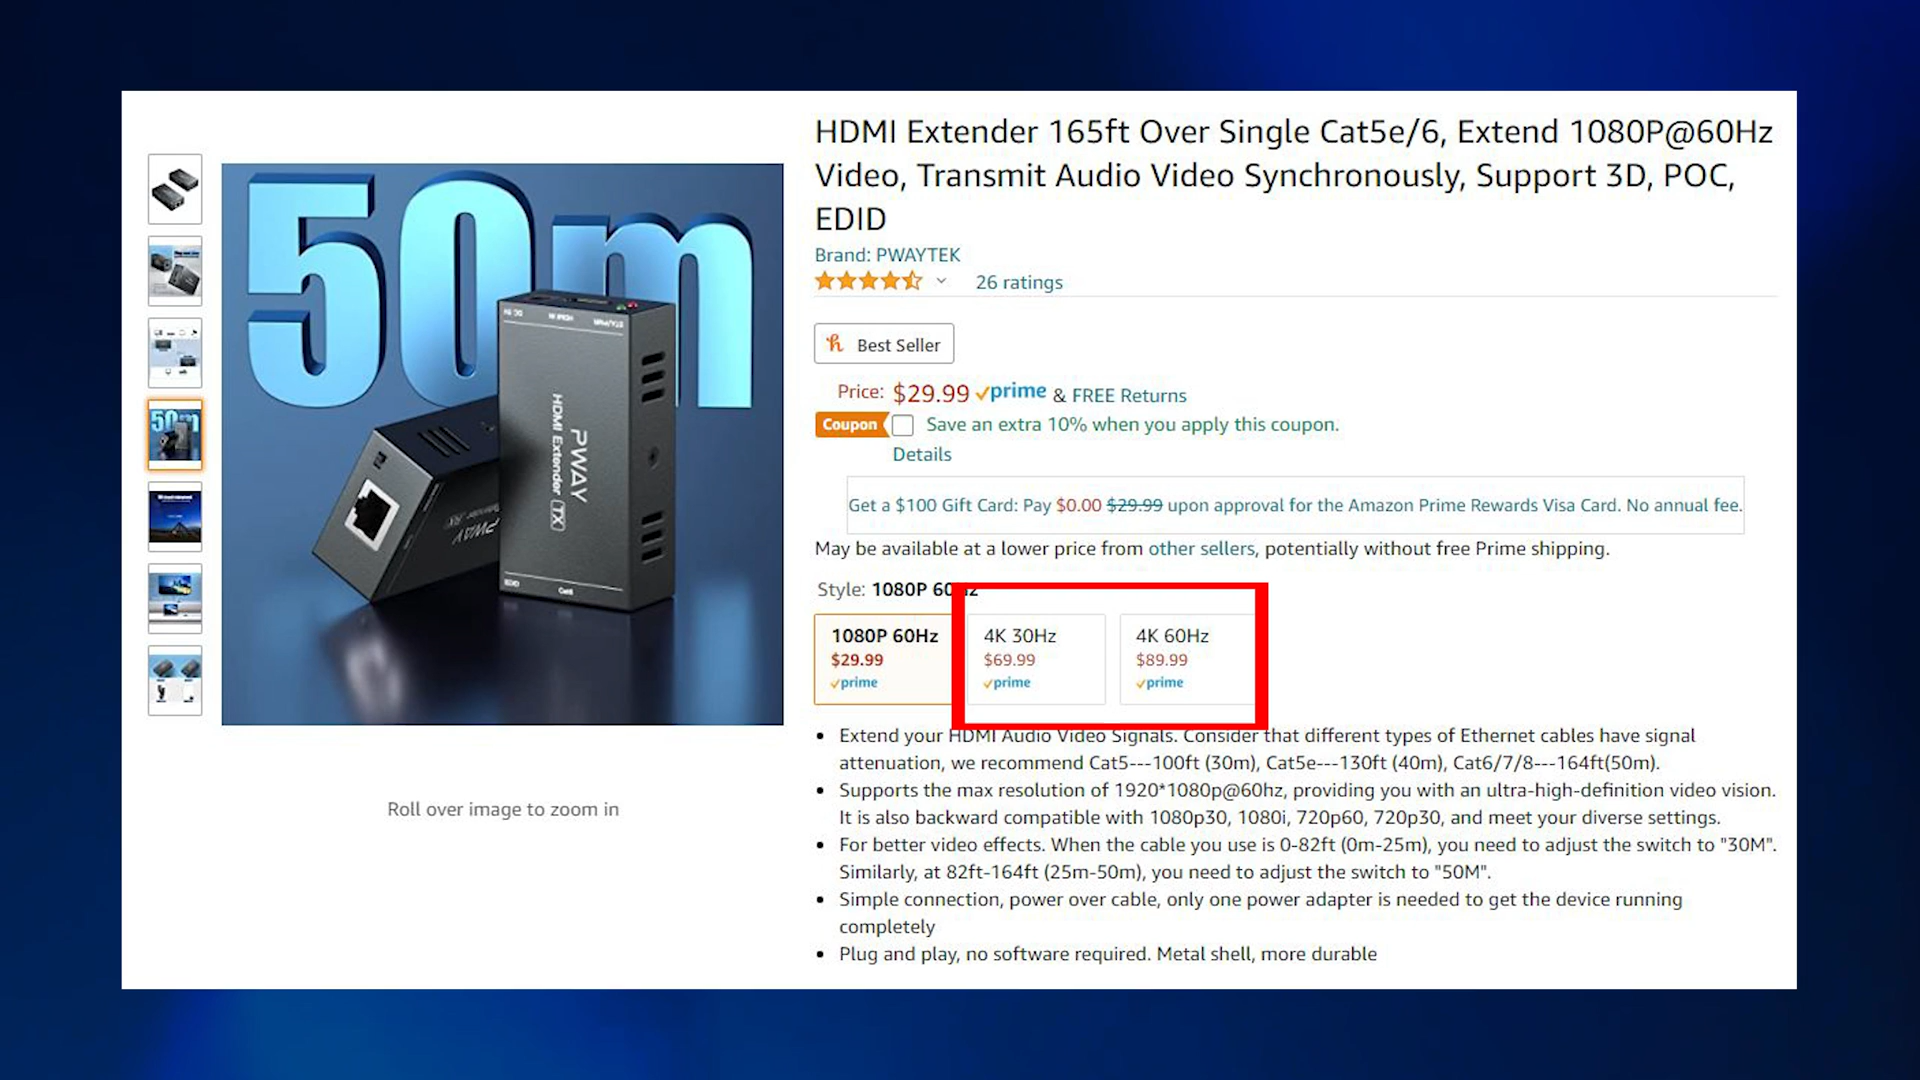 HDMI Extender 165ft Over Single Cat5e/6, Extend 1080P@60Hz
Video, Transmit Audio Video Synchronously, Support 3D, POC,
EDID
Brand: PWAYTEK
26 ratings
Best Seller
Price: $29.99 prime & FREE Returns
Coupon Save an extra 10% when you apply this coupon.
Details
Get a $100 Gift Card: Pay $0.00 $29.99 upon approval for the Amazon Prime Rewards Visa Card. No annual fee.
May be available at a lower price from other sellers, potentially without free Prime shipping.
Style: 1080P 60Hz
1080P 60Hz
$29.99
prime
4K 30Hz
$69.99
prime
4K 60Hz
$89.99
prime
• Extend your HDMI Audio Video Signals. Consider that different types of Ethernet cables have signal
attenuation, we recommend Cat5---100ft (30m), Cat5e---130ft (40m), Cat6/7/8---164ft(50m).
• Supports the max resolution of 1920*1080p@60hz, providing you with an ultra-high-definition video vision.
It is also backward compatible with 1080p30, 1080i, 720p60, 720p30, and meet your diverse settings.
• For better video effects. When the cable you use is 0-82ft (0m-25m), you need to adjust the switch to "30M".
Similarly, at 82ft-164ft (25m-50m), you need to adjust the switch to "50M".
• Simple connection, power over cable, only one power adapter is needed to get the device running
completely
• Plug and play, no software required. Metal shell, more durable
50m
HDMI IN
PWAY
HDMI Extender TX
EDID
Cat6
PWAY
50m
Roll over image to zoom in